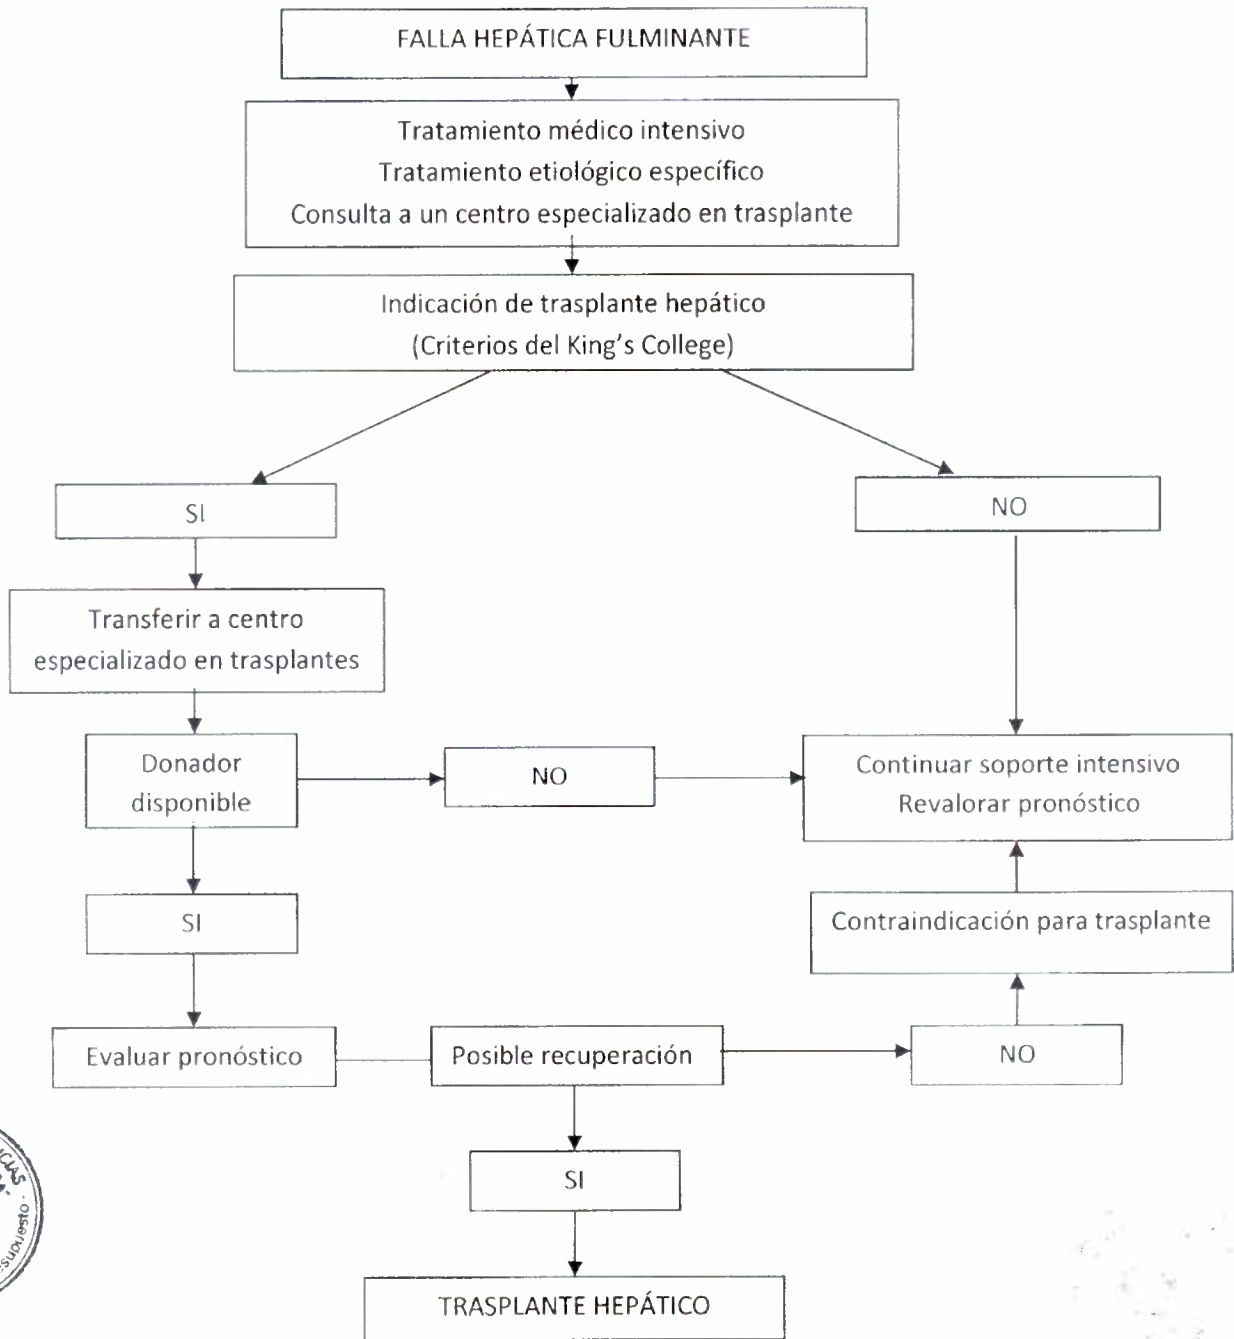 FALLA HEPÁTICA FULMINANTE
Tratamiento médico intensivo
Tratamiento etiológico específico
Consulta a un centro especializado en trasplante
Indicación de trasplante hepático
(Criterios del King's College)
SI
NO
Transferir a centro
especializado en trasplantes
Donador
disponible
NO
Continuar soporte intensivo
Revalorar pronóstico
SI
Contraindicación para trasplante
Evaluar pronóstico
Posible recuperación
NO
SI
TRASPLANTE HEPÁTICO